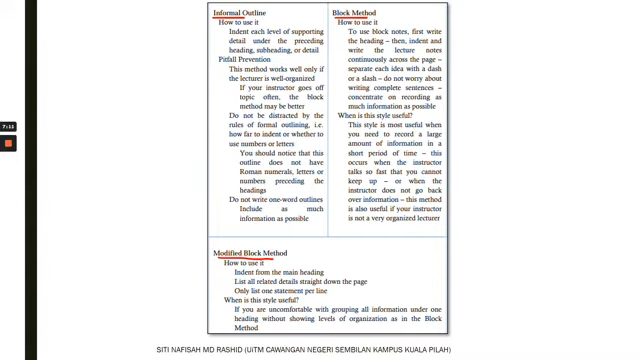 Informal Outline
How to use it
Indent each level of supporting
detail under the preceding
heading, subheading, or detail
Pitfall Prevention
This method works well only if
the lecturer is well-organized
If your instructor goes off
topic often, the block
method may be better
Do not be distracted by the
rules of formal outlining, i.e.
how far to indent or whether to
use numbers or letters
You should notice that this
outline does not have
Roman numerals, letters or
numbers preceding the
headings
Do not write one-word outlines
Include as much
information as possible
Block Method
How to use it
To use block notes, first write
the heading – then, indent and
write the lecture notes
continuously across the page –
separate each idea with a dash
or a slash – do not worry about
writing complete sentences –
concentrate on recording as
much information as possible
When is this style useful?
This style is most useful when
you need to record a large
amount of information in a
short period of time – this
occurs when the instructor
talks so fast that you cannot
keep up – or when the
instructor does not go back
over information – this method
is also useful if your instructor
is not a very organized lecturer
Modified Block Method
How to use it
Indent from the main heading
List all related details straight down the page
Only list one statement per line
When is this style useful?
If you are uncomfortable with grouping all information under one
heading without showing levels of organization as in the Block
Method
7:11
SITI NAFISAH MD RASHID (UiTM CAWANGAN NEGERI SEMBILAN KAMPUS KUALA PILAH)